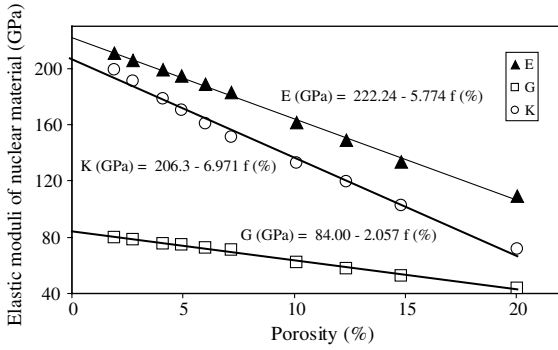 Elastic moduli of nuclear material (GPa)
200
160
120
80
40
E
G
K
E (GPa) = 222.24 - 5.774 f (%)
K (GPa) = 206.3 - 6.971 f (%)
G (GPa) = 84.00 - 2.057 f (%)
0
5
10
15
20
Porosity (%)